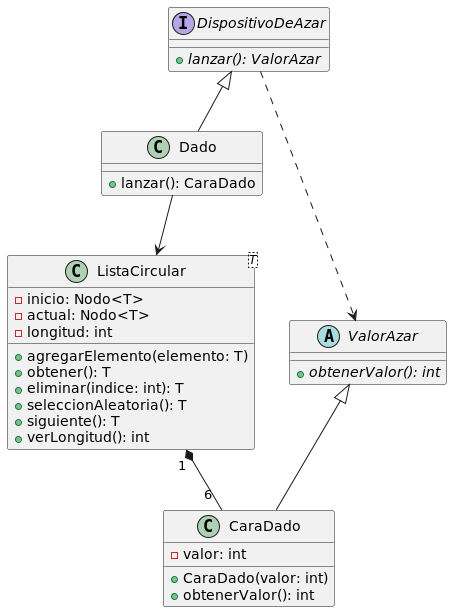 I DispositivoDeAzar
lanzar(): ValorAzar
C Dado
lanzar(): CaraDado
C ListaCircular T
inicio: Nodo<T>
actual: Nodo<T>
longitud: int
agregarElemento(elemento: T)
obtener(): T
eliminar(indice: int): T
seleccionAleatoria(): T
siguiente(): T
verLongitud(): int
A ValorAzar
obtenerValor(): int
1
6
C CaraDado
valor: int
CaraDado(valor: int)
obtenerValor(): int